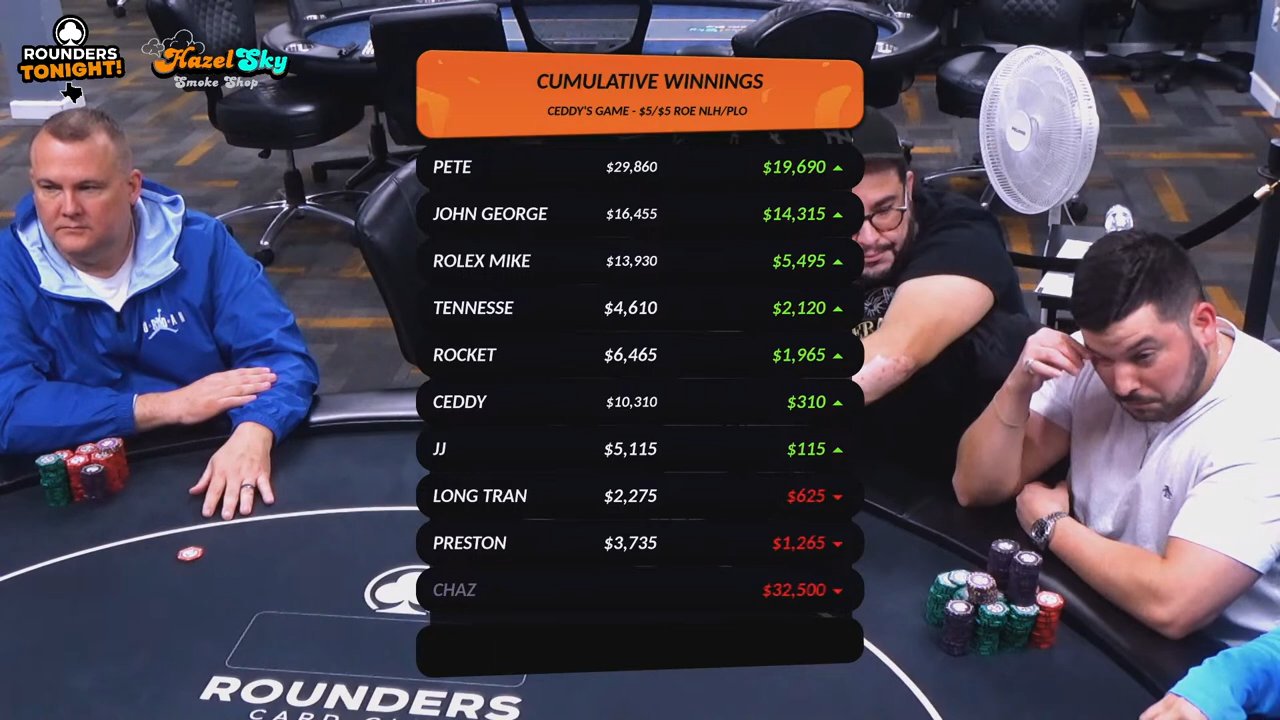 ROUNDERS
TONIGHT!
HazelSky
Smoke Shop
CUMULATIVE WINNINGS
CEDDY'S GAME - $5/$5 ROE NLH/PLO
PETE $29,860 $19,690
JOHN GEORGE $16,455 $14,315
ROLEX MIKE $13,930 $5,495
TENNESSE $4,610 $2,120
ROCKET $6,465 $1,965
CEDDY $10,310 $310
JJ $5,115 $115
LONG TRAN $2,275 $625
PRESTON $3,735 $1,265
CHAZ $32,500
ROUNDERS